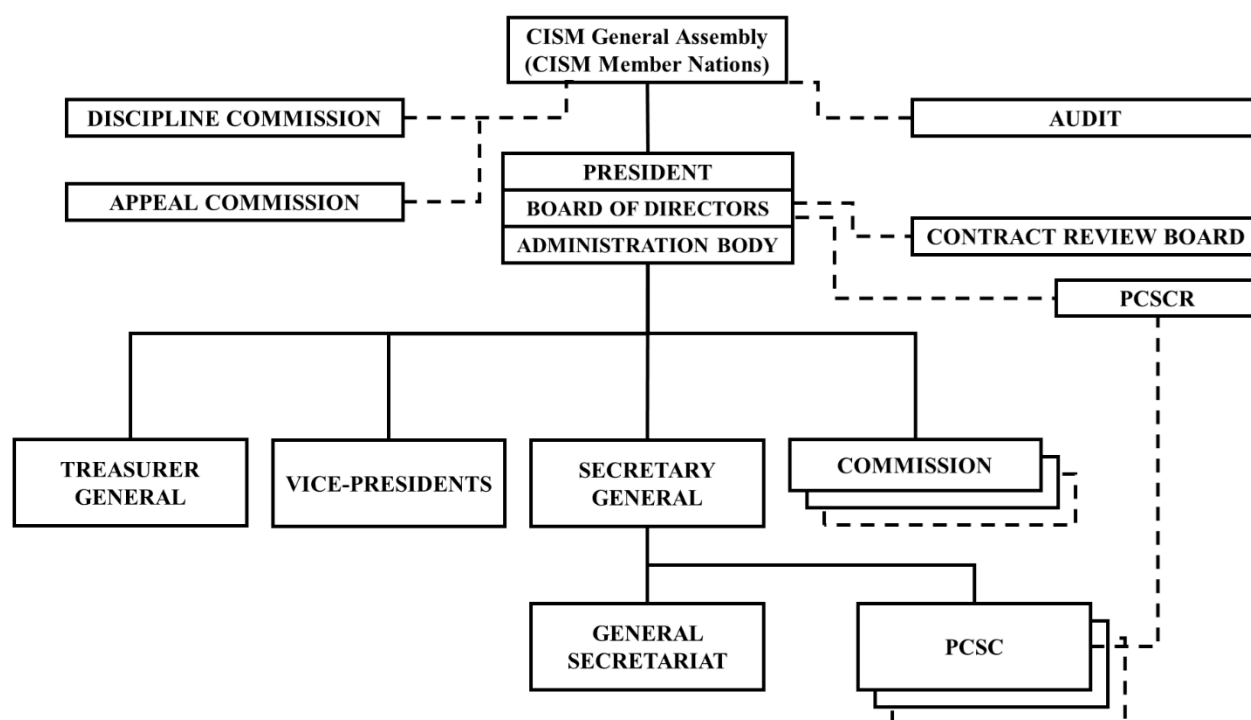 CISM General Assembly
(CISM Member Nations)
DISCIPLINE COMMISSION
AUDIT
PRESIDENT
APPEAL COMMISSION
BOARD OF DIRECTORS
CONTRACT REVIEW BOARD
ADMINISTRATION BODY
PCSCR
TREASURER
GENERAL
VICE-PRESIDENTS
SECRETARY
GENERAL
COMMISSION
GENERAL
SECRETARIAT
PCSC